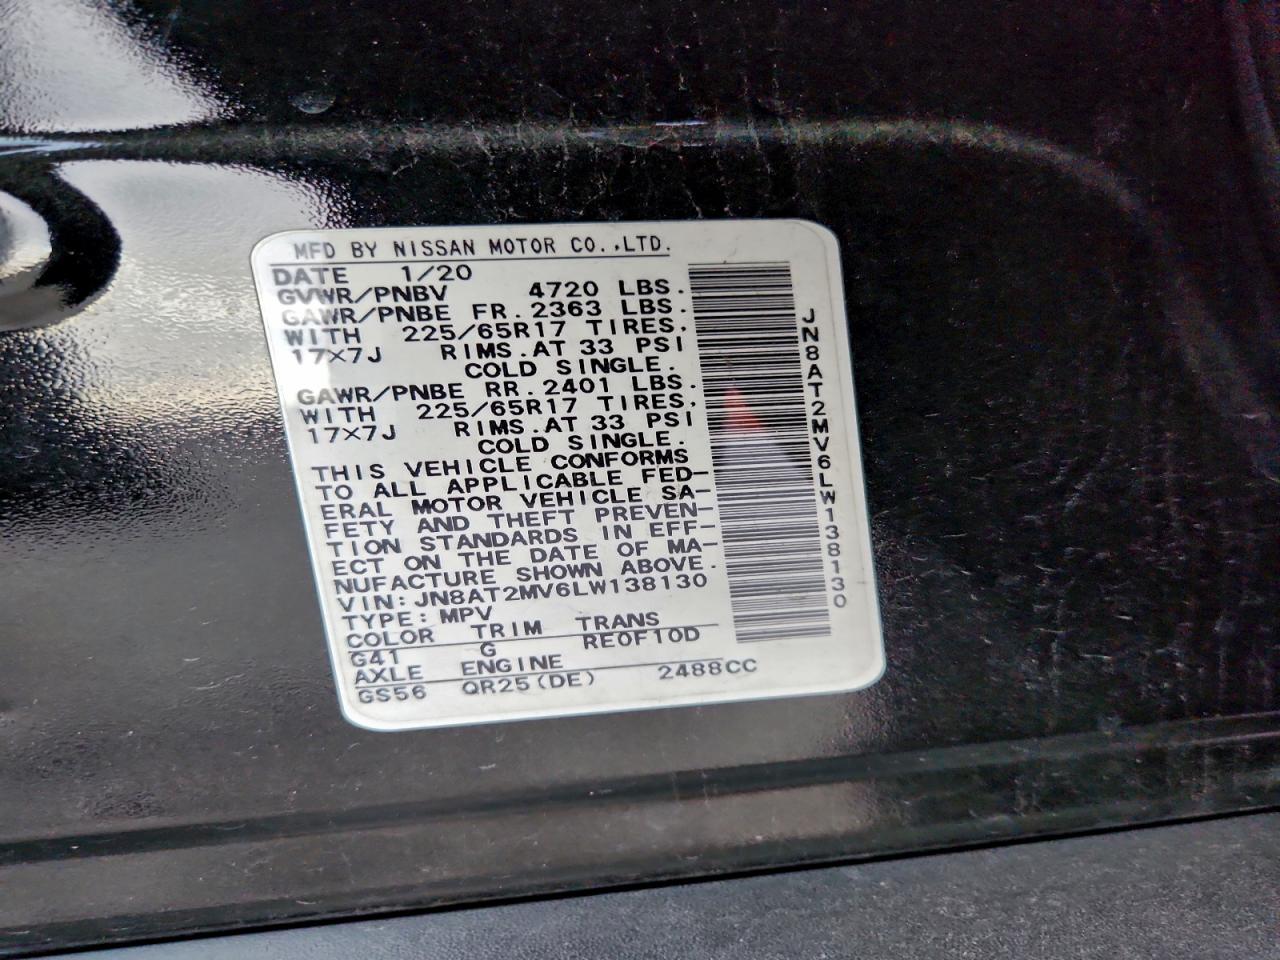 MFD BY NISSAN MOTOR CO.,LTD.
DATE 1/20
GVWR/PNBV 4720 LBS.
GAWR/PNBE FR. 2363 LBS.
WITH 225/65R17 TIRES.
17×7J RIMS.AT 33 PSI
COLD SINGLE.
GAWR/PNBE RR. 2401 LBS.
WITH 225/65R17 TIRES.
17×7J RIMS.AT 33 PSI
COLD SINGLE.
THIS VEHICLE CONFORMS
TO ALL APPLICABLE FED-
ERAL MOTOR VEHICLE SA-
FETY AND THEFT PREVEN-
TION STANDARDS IN EFF-
ECT ON THE DATE OF MA-
NUFACTURE SHOWN ABOVE.
VIN:JN8AT2MV6LW138130
TYPE:MPV
COLOR TRIM TRANS
G41 G RE0F10D
AXLE ENGINE
GS56 QR25(DE) 2488CC
JN8AT2MV6LW138130